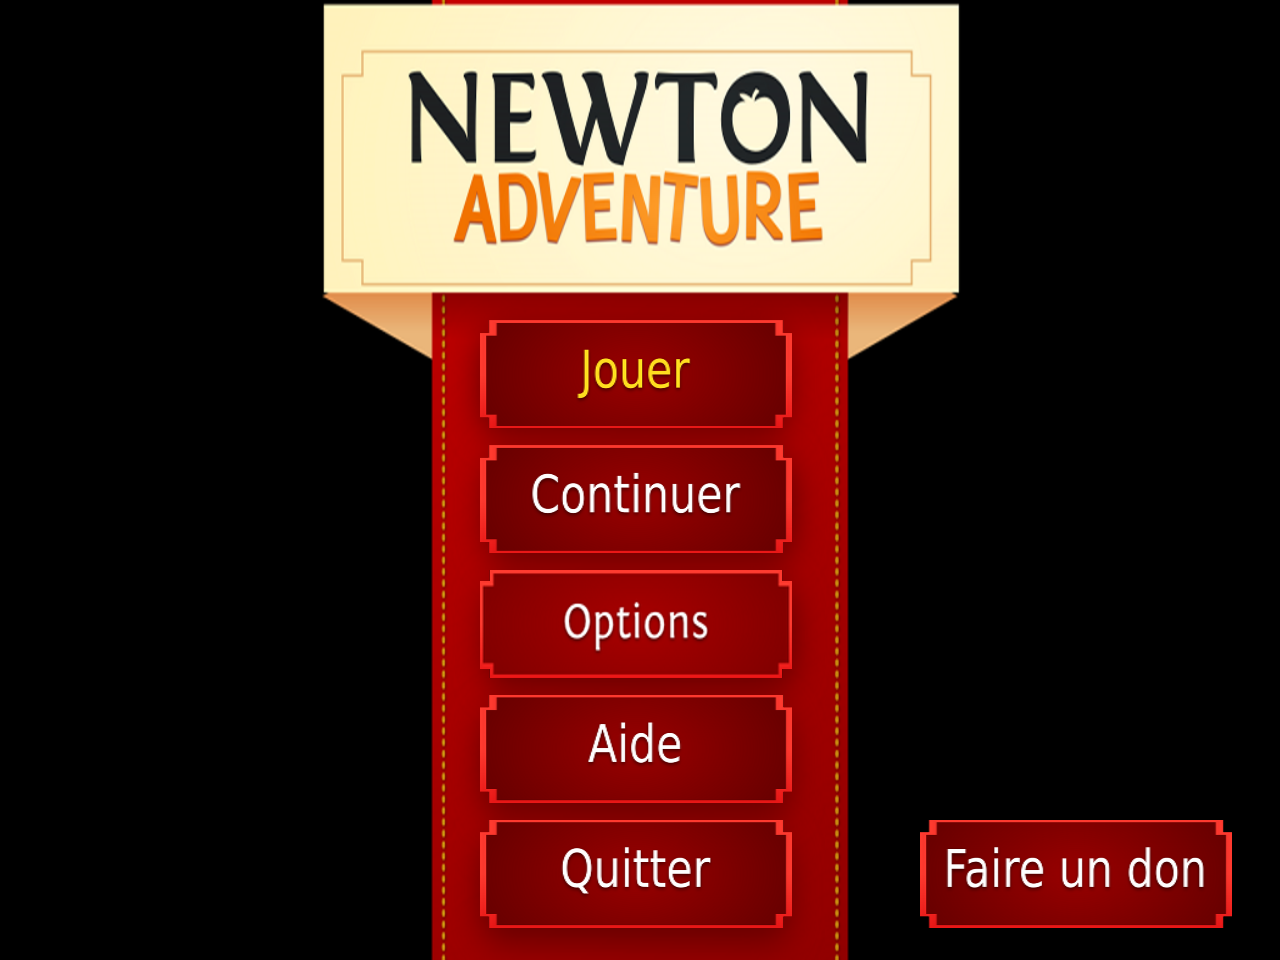 NEWTON
ADVENTURE
Jouer
Continuer
Options
Aide
Quitter
Faire un don